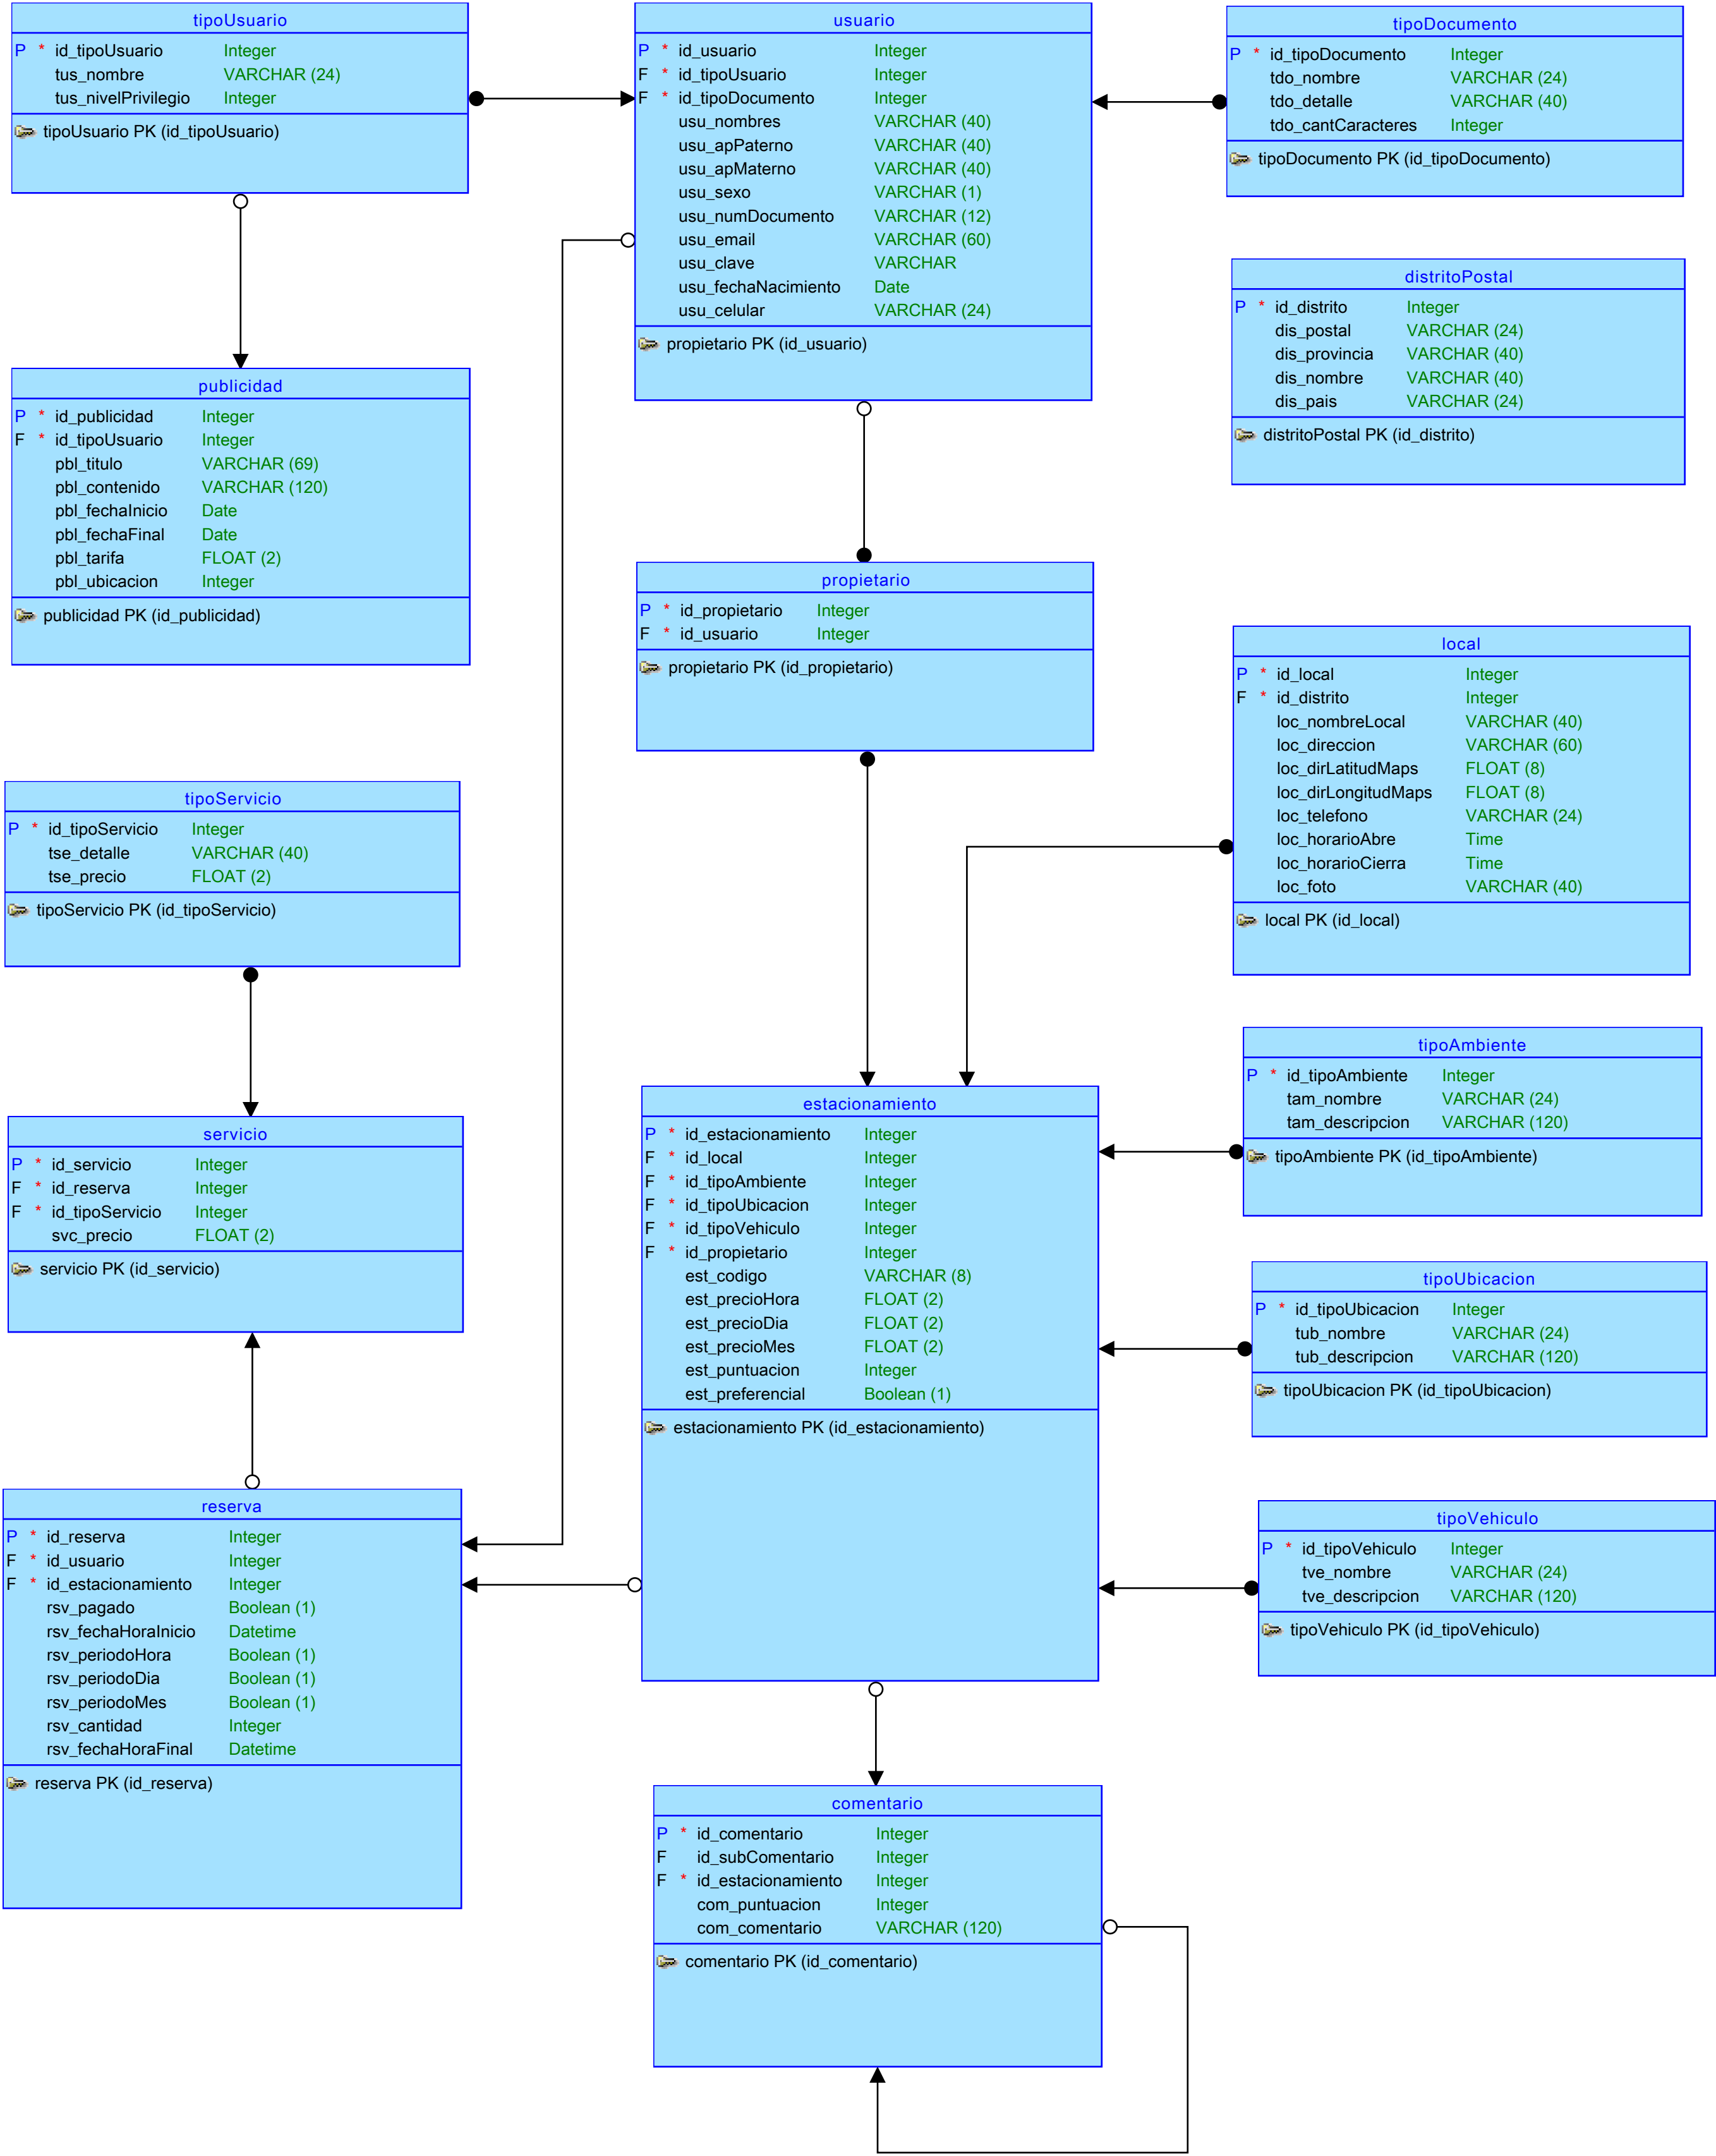 tipoUsuario
P * id_tipoUsuario Integer
tus_nombre VARCHAR (24)
tus_nivelPrivilegio Integer
tipoUsuario PK (id_tipoUsuario)
usuario
P * id_usuario Integer
F * id_tipoUsuario Integer
F * id_tipoDocumento Integer
usu_nombres VARCHAR (40)
usu_apPaterno VARCHAR (40)
usu_apMaterno VARCHAR (40)
usu_sexo VARCHAR (1)
usu_numDocumento VARCHAR (12)
usu_email VARCHAR (60)
usu_clave VARCHAR
usu_fechaNacimiento Date
usu_celular VARCHAR (24)
propietario PK (id_usuario)
tipoDocumento
P * id_tipoDocumento Integer
tdo_nombre VARCHAR (24)
tdo_detalle VARCHAR (40)
tdo_cantCaracteres Integer
tipoDocumento PK (id_tipoDocumento)
distritoPostal
P * id_distrito Integer
dis_postal VARCHAR (24)
dis_provincia VARCHAR (40)
dis_nombre VARCHAR (40)
dis_pais VARCHAR (24)
distritoPostal PK (id_distrito)
publicidad
P * id_publicidad Integer
F * id_tipoUsuario Integer
pbl_titulo VARCHAR (69)
pbl_contenido VARCHAR (120)
pbl_fechaInicio Date
pbl_fechaFinal Date
pbl_tarifa FLOAT (2)
pbl_ubicacion Integer
publicidad PK (id_publicidad)
propietario
P * id_propietario Integer
F * id_usuario Integer
propietario PK (id_propietario)
local
P * id_local Integer
F * id_distrito Integer
loc_nombreLocal VARCHAR (40)
loc_direccion VARCHAR (60)
loc_dirLatitudMaps FLOAT (8)
loc_dirLongitudMaps FLOAT (8)
loc_telefono VARCHAR (24)
loc_horarioAbre Time
loc_horarioCierra Time
loc_foto VARCHAR (40)
local PK (id_local)
tipoServicio
P * id_tipoServicio Integer
tse_detalle VARCHAR (40)
tse_precio FLOAT (2)
tipoServicio PK (id_tipoServicio)
tipoAmbiente
P * id_tipoAmbiente Integer
tam_nombre VARCHAR (24)
tam_descripcion VARCHAR (120)
tipoAmbiente PK (id_tipoAmbiente)
servicio
P * id_servicio Integer
F * id_reserva Integer
F * id_tipoServicio Integer
svc_precio FLOAT (2)
servicio PK (id_servicio)
estacionamiento
P * id_estacionamiento Integer
F * id_local Integer
F * id_tipoAmbiente Integer
F * id_tipoUbicacion Integer
F * id_tipoVehiculo Integer
F * id_propietario Integer
est_codigo VARCHAR (8)
est_precioHora FLOAT (2)
est_precioDia FLOAT (2)
est_precioMes FLOAT (2)
est_puntuacion Integer
est_preferencial Boolean (1)
estacionamiento PK (id_estacionamiento)
tipoUbicacion
P * id_tipoUbicacion Integer
tub_nombre VARCHAR (24)
tub_descripcion VARCHAR (120)
tipoUbicacion PK (id_tipoUbicacion)
reserva
P * id_reserva Integer
F * id_usuario Integer
F * id_estacionamiento Integer
rsv_pagado Boolean (1)
rsv_fechaHoraInicio Datetime
rsv_periodoHora Boolean (1)
rsv_periodoDia Boolean (1)
rsv_periodoMes Boolean (1)
rsv_cantidad Integer
rsv_fechaHoraFinal Datetime
reserva PK (id_reserva)
tipoVehiculo
P * id_tipoVehiculo Integer
tve_nombre VARCHAR (24)
tve_descripcion VARCHAR (120)
tipoVehiculo PK (id_tipoVehiculo)
comentario
P * id_comentario Integer
F id_subComentario Integer
F * id_estacionamiento Integer
com_puntuacion Integer
com_comentario VARCHAR (120)
comentario PK (id_comentario)